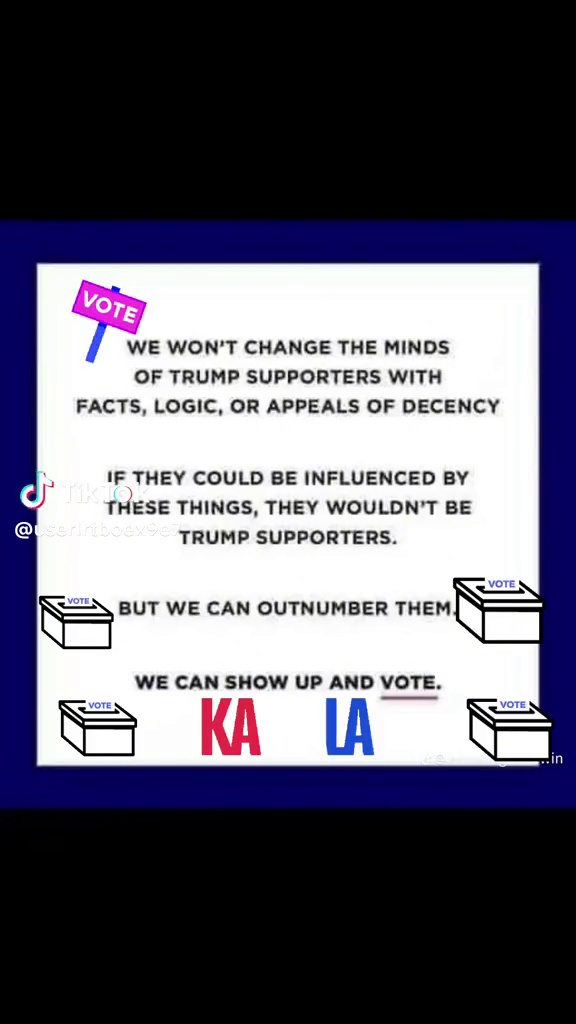 VOTE
WE WON'T CHANGE THE MINDS
OF TRUMP SUPPORTERS WITH
FACTS, LOGIC, OR APPEALS OF DECENCY
IF THEY COULD BE INFLUENCED BY
THESE THINGS, THEY WOULDN'T BE
TRUMP SUPPORTERS.
TikTok
BUT WE CAN OUTNUMBER THEM.
VOTE
VOTE
WE CAN SHOW UP AND VOTE.
VOTE
KA LA
VOTE